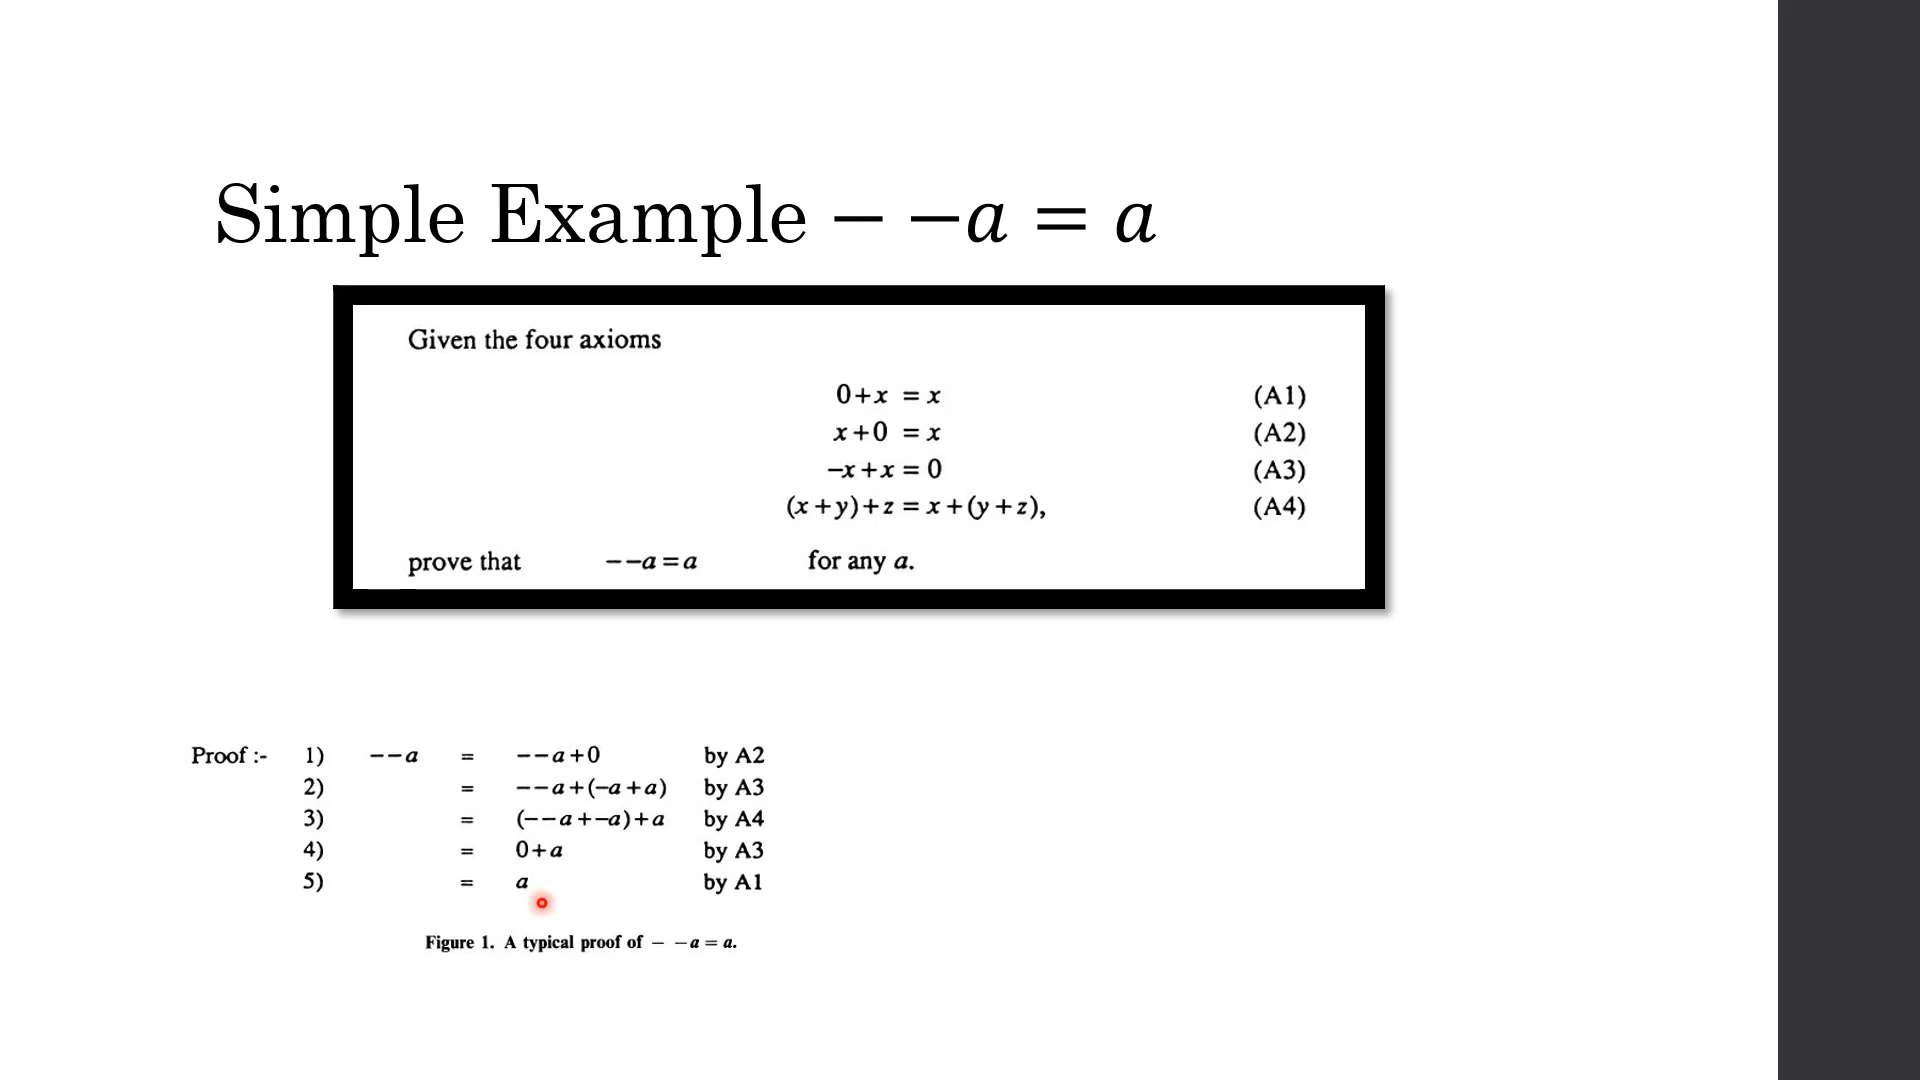 Simple Example − −a = a
Given the four axioms
0+x = x (A1)
x+0 = x (A2)
−x+x = 0 (A3)
(x+y)+z = x+(y+z), (A4)
prove that −−a=a for any a.
Proof :- 1) −−a = −−a+0 by A2
2) = −−a+(−a+a) by A3
3) = (−−a+−a)+a by A4
4) = 0+a by A3
5) = a by A1
Figure 1. A typical proof of − −a = a.